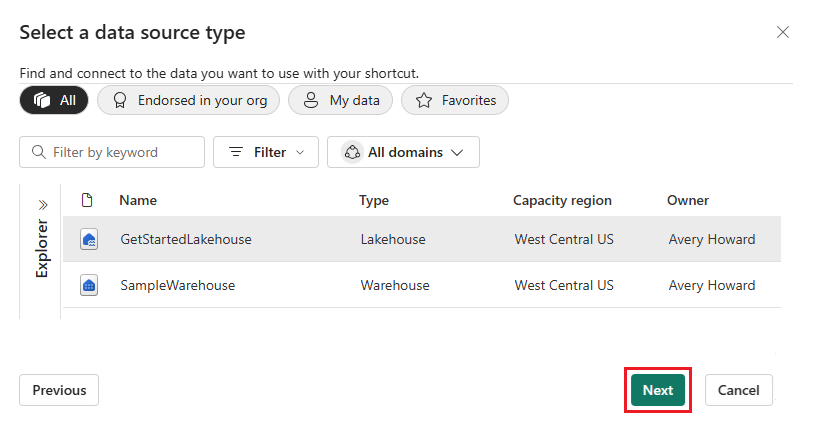 Select a data source type
Find and connect to the data you want to use with your shortcut.
All Endorsed in your org My data Favorites
Filter by keyword Filter All domains
Explorer
Name Type Capacity region Owner
GetStartedLakehouse Lakehouse West Central US Avery Howard
SampleWarehouse Warehouse West Central US Avery Howard
Previous Next Cancel